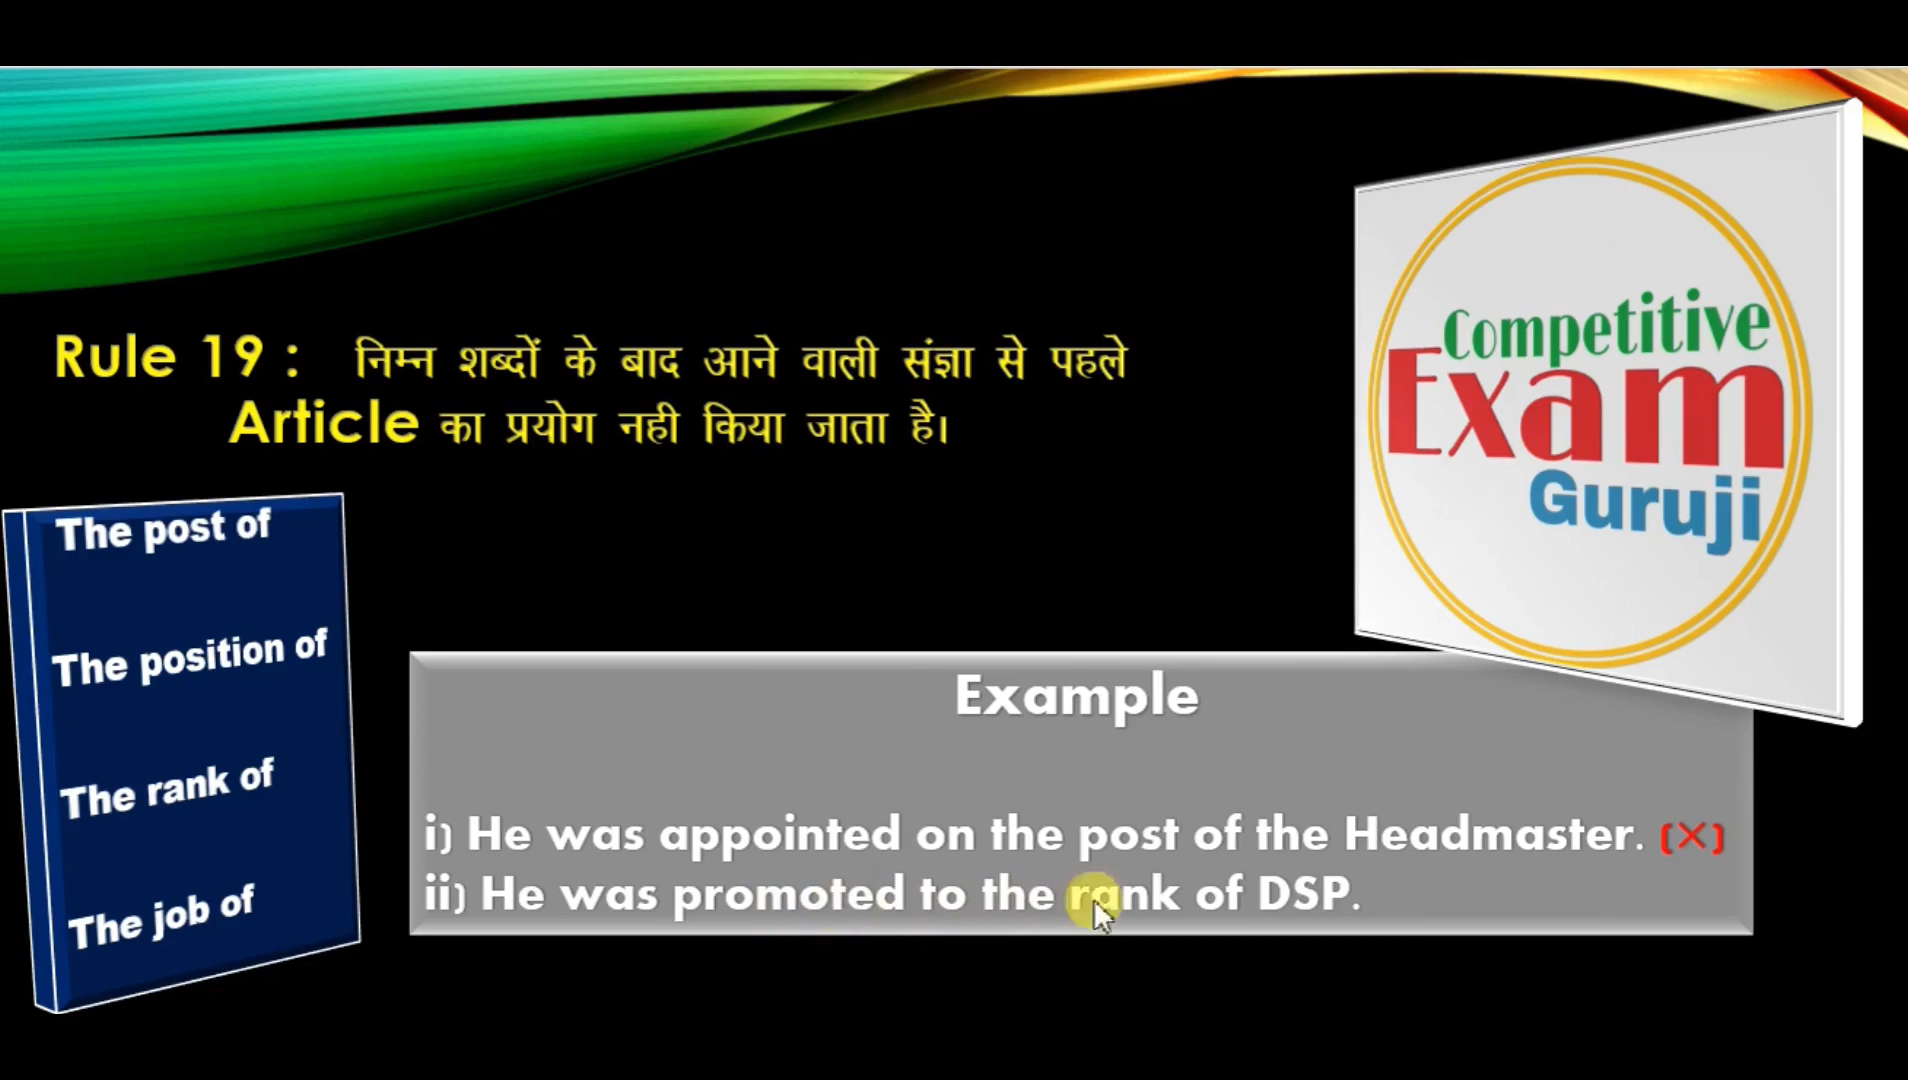 Rule 19 : निम्न शब्दों के बाद आने वाली संज्ञा से पहले
Article का प्रयोग नही किया जाता है।
Competitive
Exam
Guruji
The post of
The position of
The rank of
The job of
Example
i) He was appointed on the post of the Headmaster. (×)
ii) He was promoted to the rank of DSP.